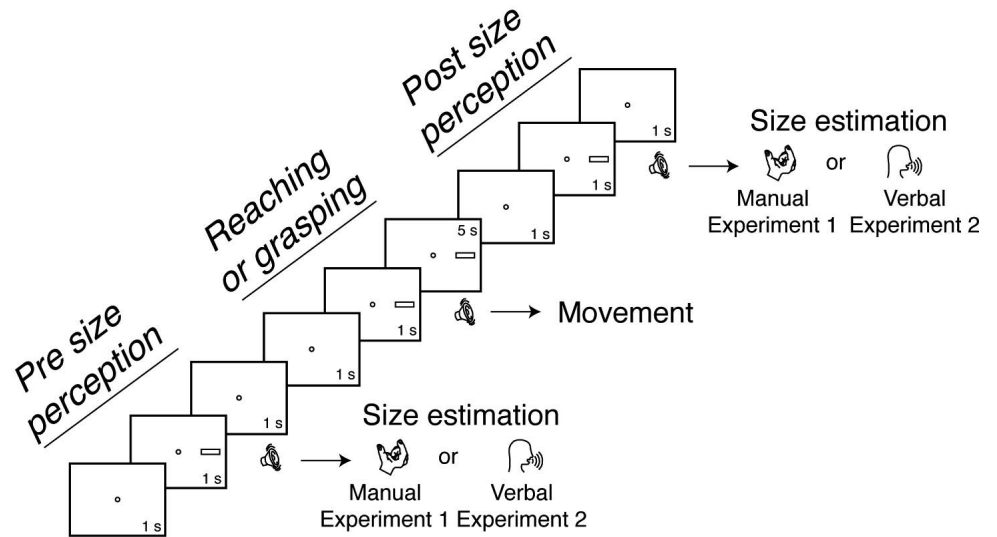 Post size
perception
1 s
Size estimation
or
1 s
Manual
Verbal
Experiment 1
Experiment 2
Reaching
or grasping
1 s
5 s
Movement
1 s
Pre size
perception
1 s
1 s
Size estimation
or
1 s
Manual
Verbal
Experiment 1
Experiment 2
1 s